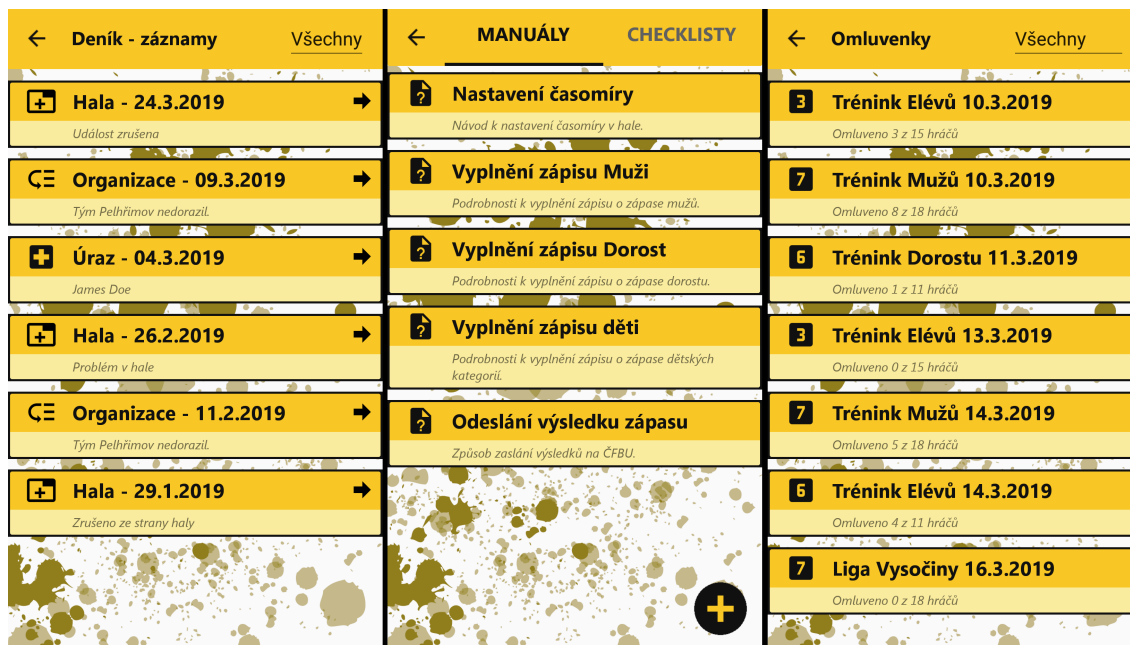 Deník - záznamy
Všechny
Hala - 24.3.2019
Událost zrušena
Organizace - 09.3.2019
Tým Pelhřimov nedorazil.
Úraz - 04.3.2019
James Doe
Hala - 26.2.2019
Problém v hale
Organizace - 11.2.2019
Tým Pelhřimov nedorazil.
Hala - 29.1.2019
Zrušeno ze strany haly
MANUÁLY
CHECKLISTY
Nastavení časomíry
Návod k nastavení časomíry v hale.
Vyplnění zápisu Muži
Podrobnosti k vyplnění zápisu o zápase mužů.
Vyplnění zápisu Dorost
Podrobnosti k vyplnění zápisu o zápase dorostu.
Vyplnění zápisu děti
Podrobnosti k vyplnění zápisu o zápase dětských
kategorií.
Odeslání výsledku zápasu
Způsob zaslání výsledků na ČFBU.
Omluvenky
Všechny
3 Trénink Elévů 10.3.2019
Omluveno 3 z 15 hráčů
7 Trénink Mužů 10.3.2019
Omluveno 8 z 18 hráčů
6 Trénink Dorostu 11.3.2019
Omluveno 1 z 11 hráčů
3 Trénink Elévů 13.3.2019
Omluveno 0 z 15 hráčů
7 Trénink Mužů 14.3.2019
Omluveno 5 z 18 hráčů
6 Trénink Elévů 14.3.2019
Omluveno 4 z 11 hráčů
7 Liga Vysočiny 16.3.2019
Omluveno 0 z 18 hráčů